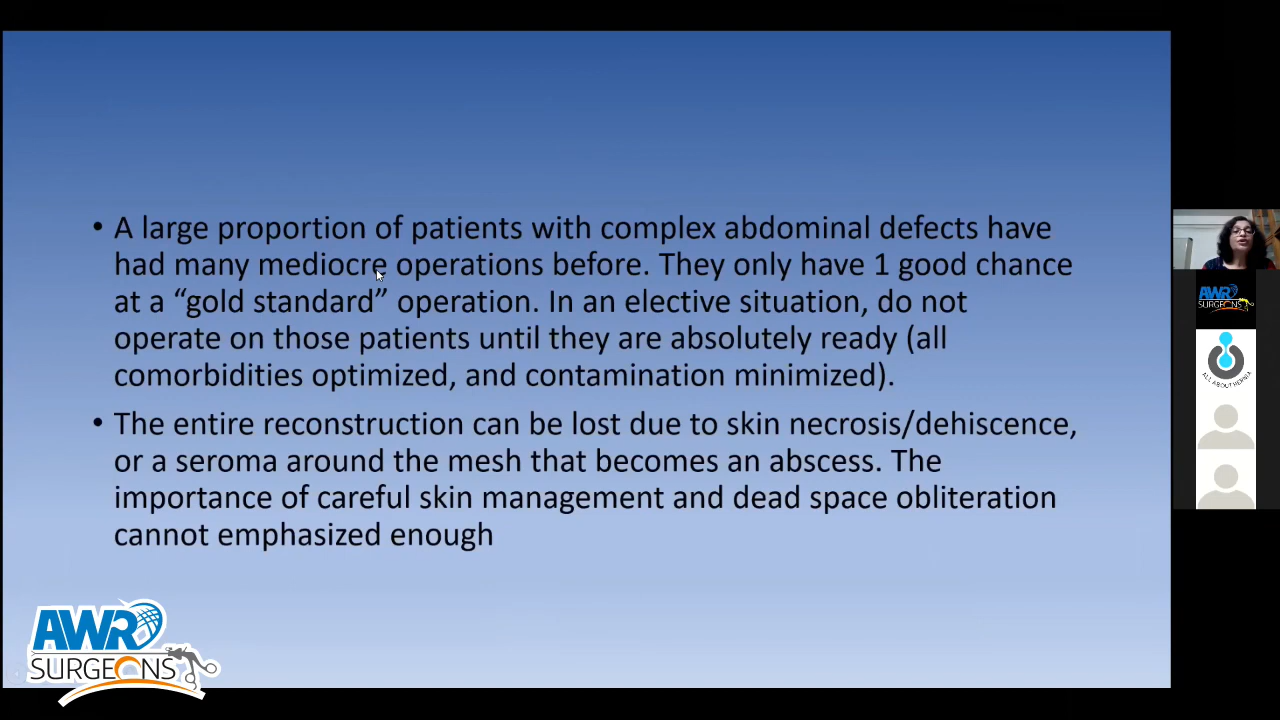 • A large proportion of patients with complex abdominal defects have
had many mediocre operations before. They only have 1 good chance
at a “gold standard” operation. In an elective situation, do not
operate on those patients until they are absolutely ready (all
comorbidities optimized, and contamination minimized).
• The entire reconstruction can be lost due to skin necrosis/dehiscence,
or a seroma around the mesh that becomes an abscess. The
importance of careful skin management and dead space obliteration
cannot emphasized enough
AWR
SURGEONS
AWR
SURGEONS
ALL ABOUT HERNIA